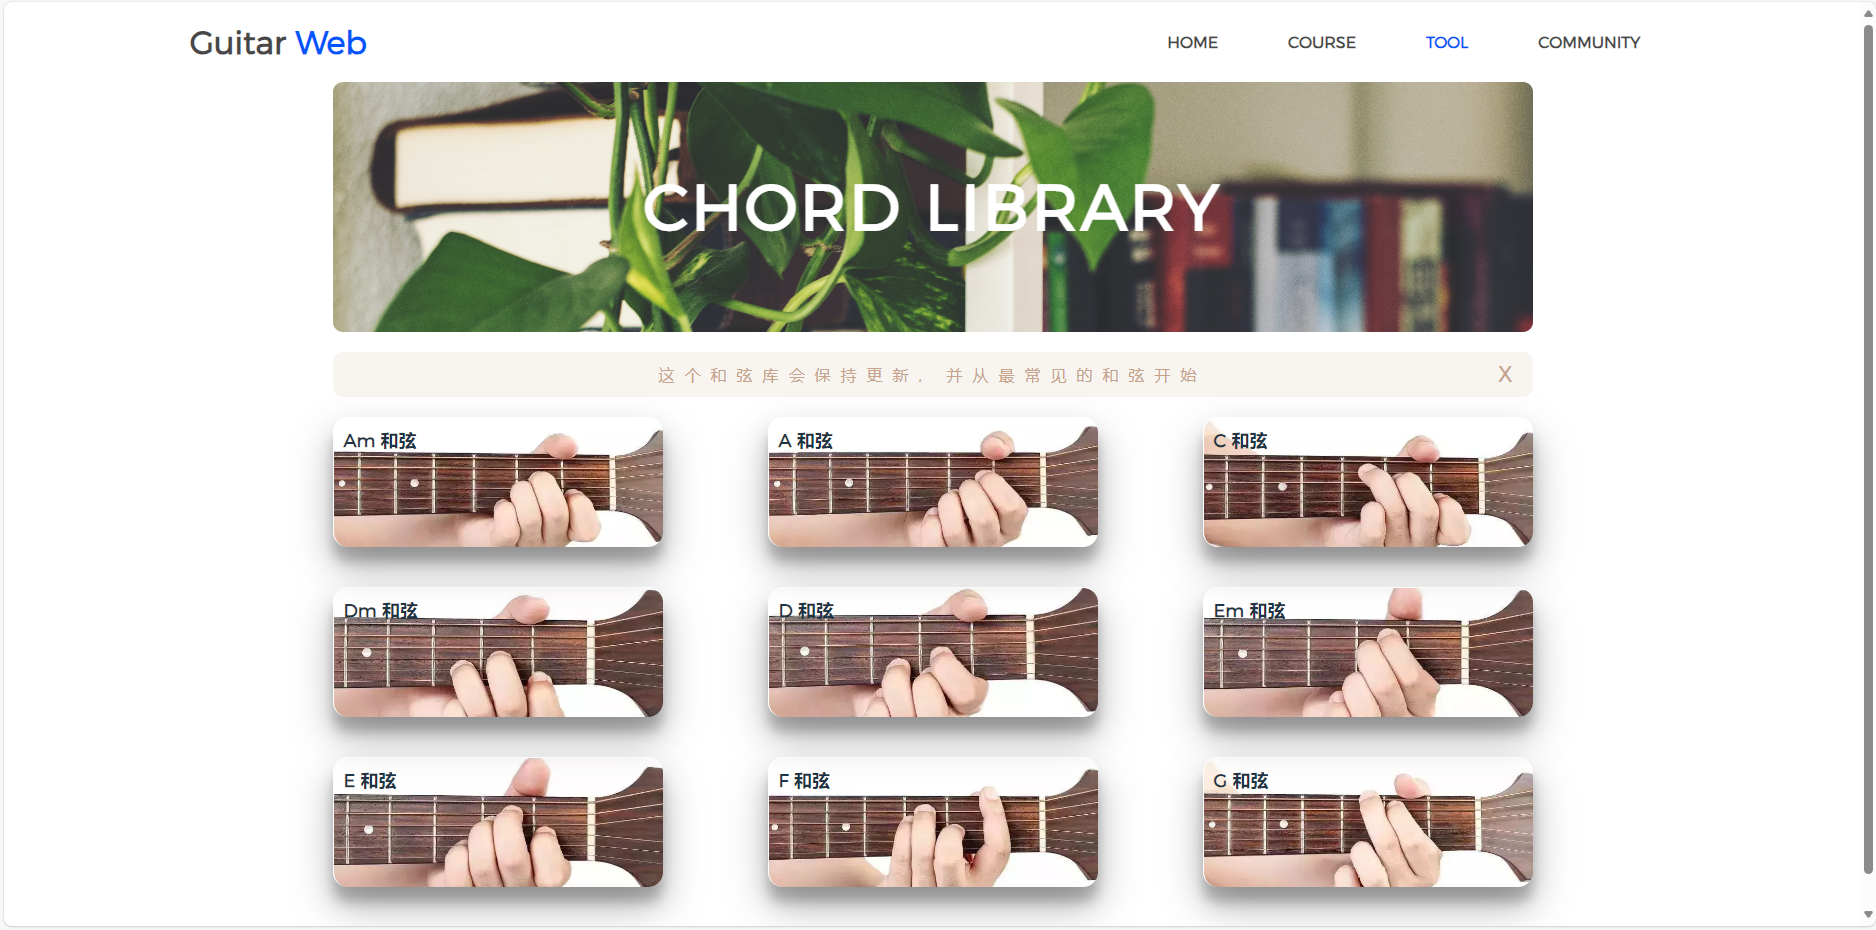 Guitar Web
HOME COURSE TOOL COMMUNITY
CHORD LIBRARY
这个和弦库会保持更新, 并从最常见的和弦开始 X
Am 和弦
A 和弦
C 和弦
Dm 和弦
D 和弦
Em 和弦
E 和弦
F 和弦
G 和弦